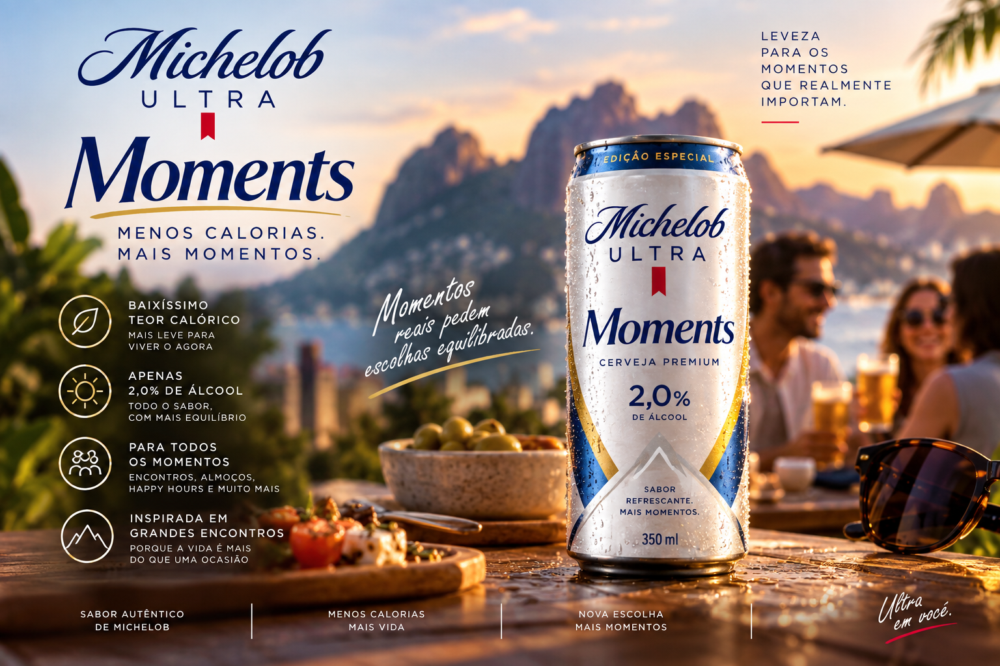 Michelob
ULTRA
Moments
MENOS CALORIAS.
MAIS MOMENTOS.
BAIXÍSSIMO
TEOR CALÓRICO
MAIS LEVE PARA
VIVER O AGORA
APENAS
2,0% DE ÁLCOOL
TODO O SABOR,
COM MAIS EQUILÍBRIO
PARA TODOS
OS MOMENTOS
ENCONTROS, ALMOÇOS,
HAPPY HOURS E MUITO MAIS
INSPIRADA EM
GRANDES ENCONTROS
PORQUE A VIDA É MAIS
DO QUE UMA OCASIÃO
Momentos
reais pedem
escolhas equilibradas.
LEVEZA
PARA OS
MOMENTOS
QUE REALMENTE
IMPORTAM.
EDIÇÃO ESPECIAL
Michelob
ULTRA
Moments
CERVEJA PREMIUM
2,0%
DE ÁLCOOL
SABOR
REFRESCANTE.
MAIS MOMENTOS.
350 ml
SABOR AUTÊNTICO
DE MICHELOB
MENOS CALORIAS
MAIS VIDA
NOVA ESCOLHA
MAIS MOMENTOS
Ultra
em você.